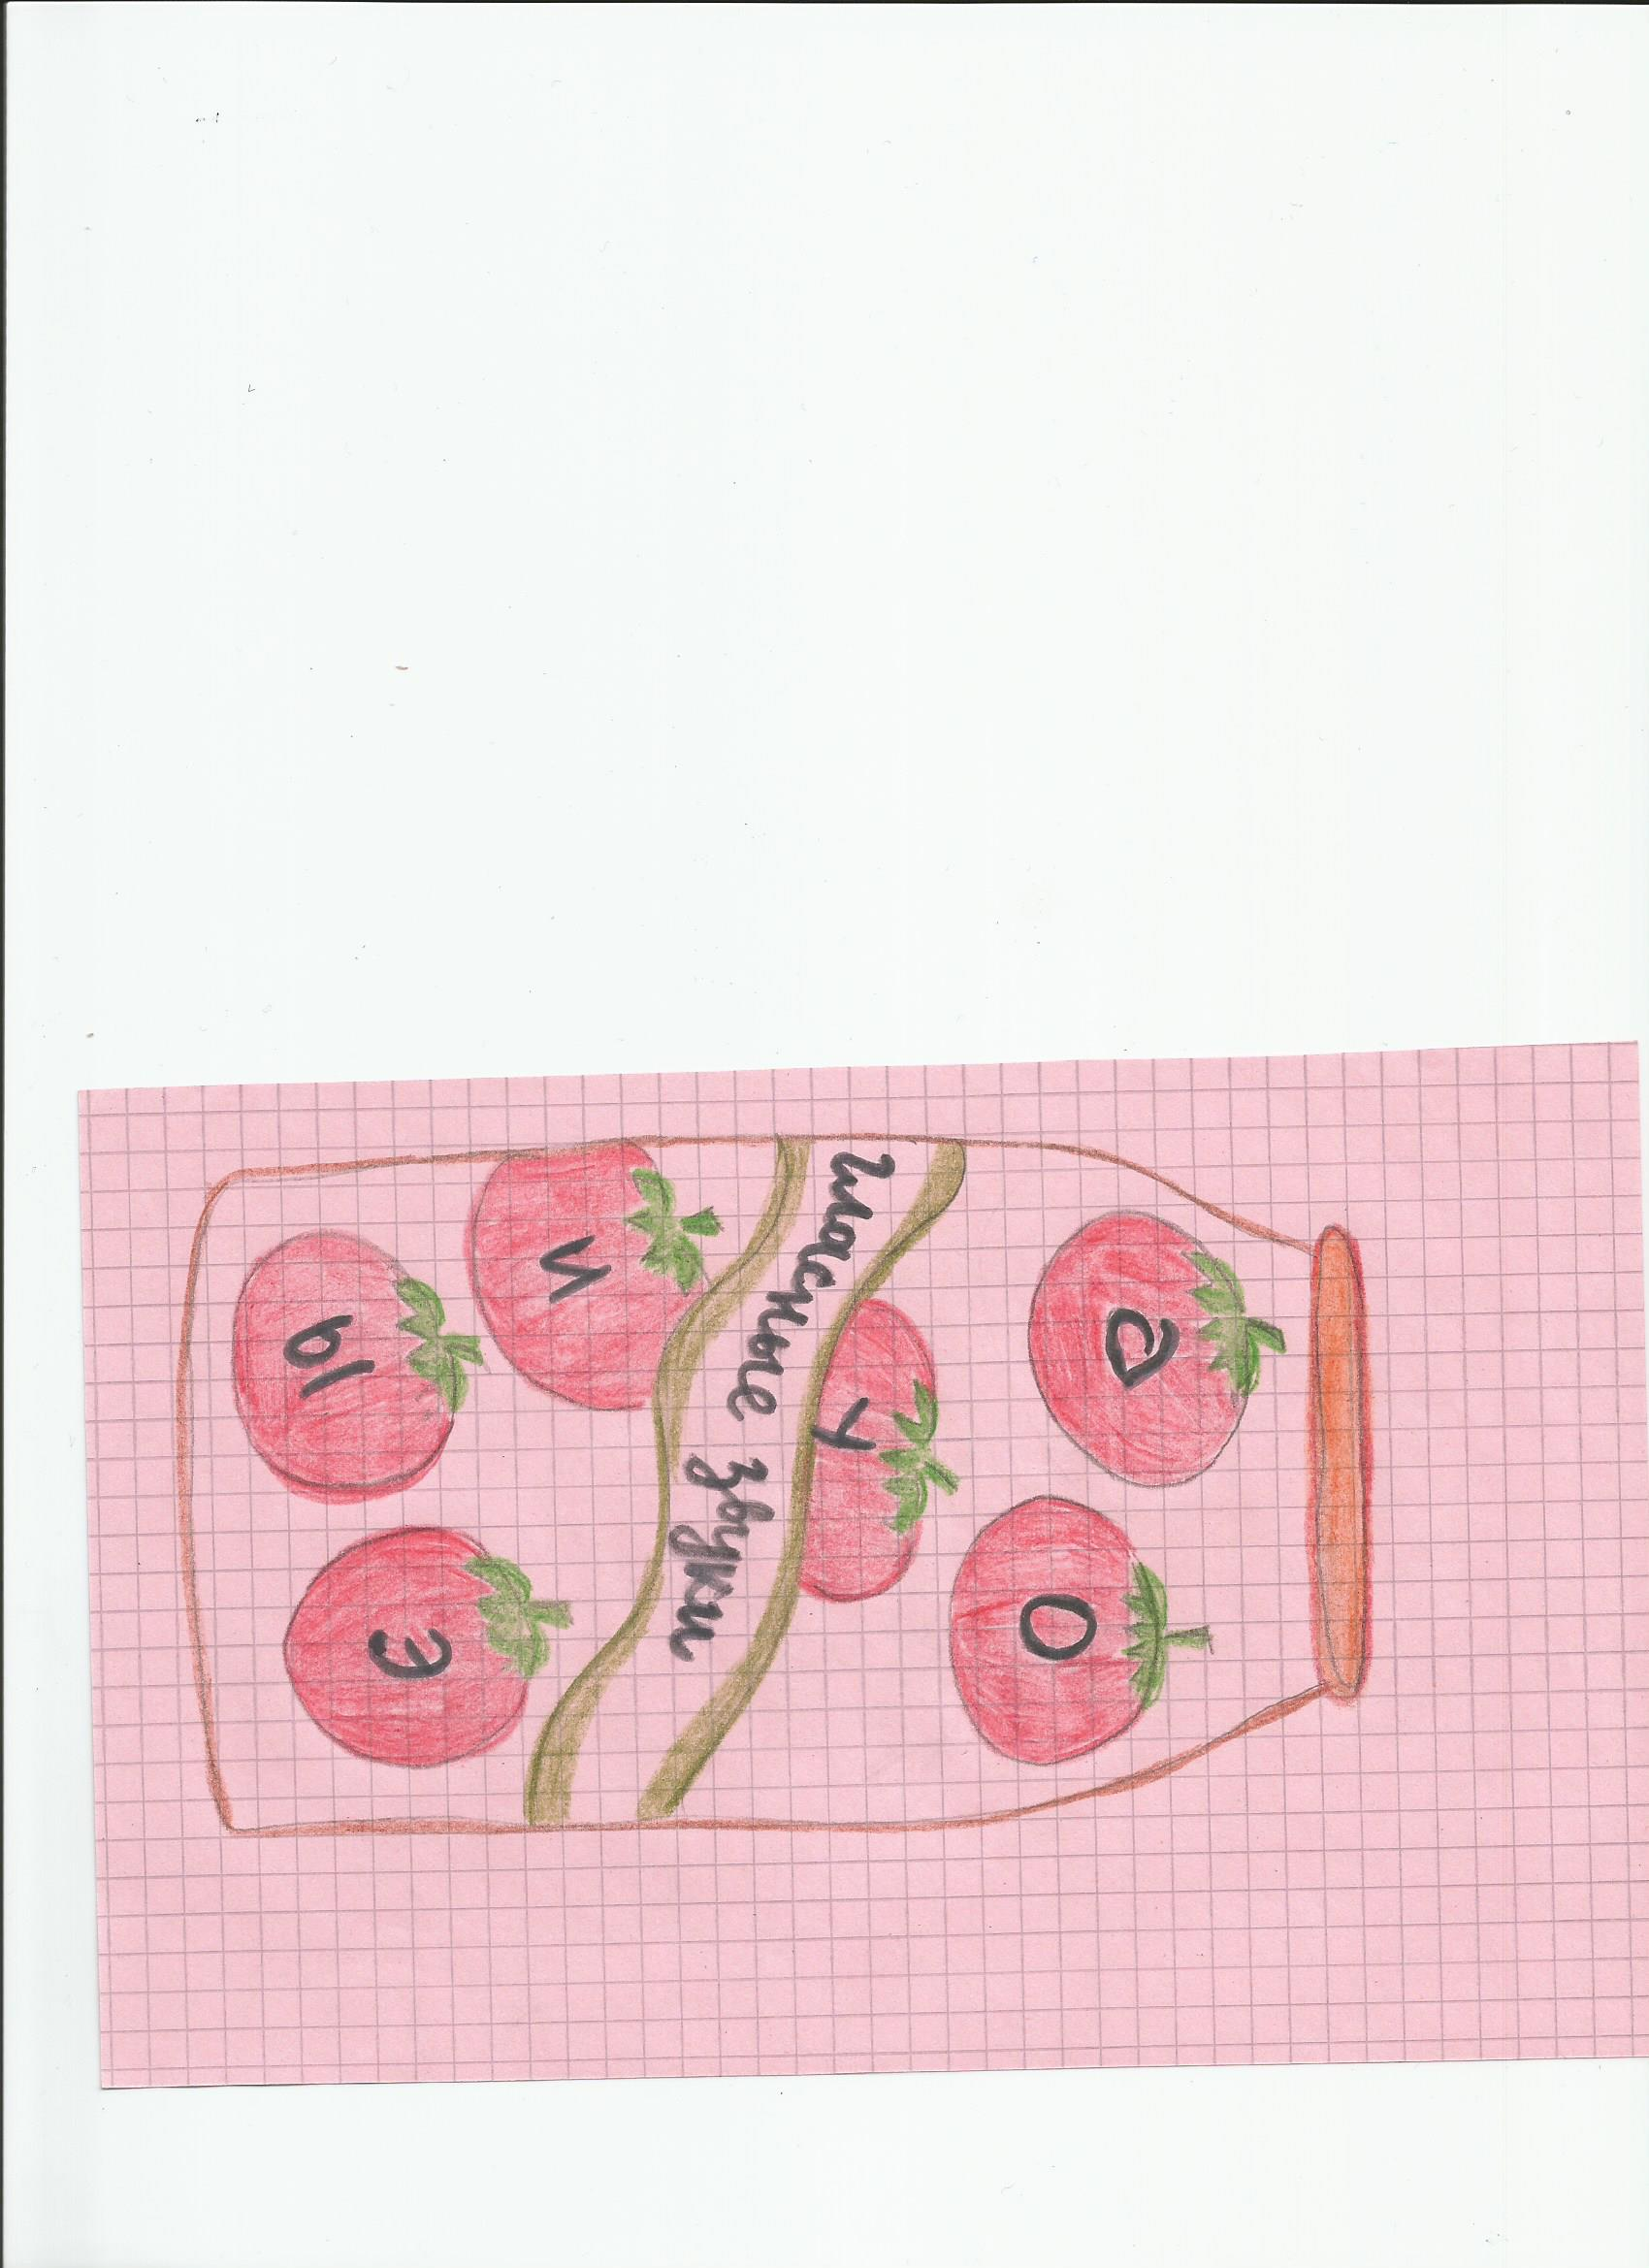 а
о
у
гласные звуки
и
ы
э